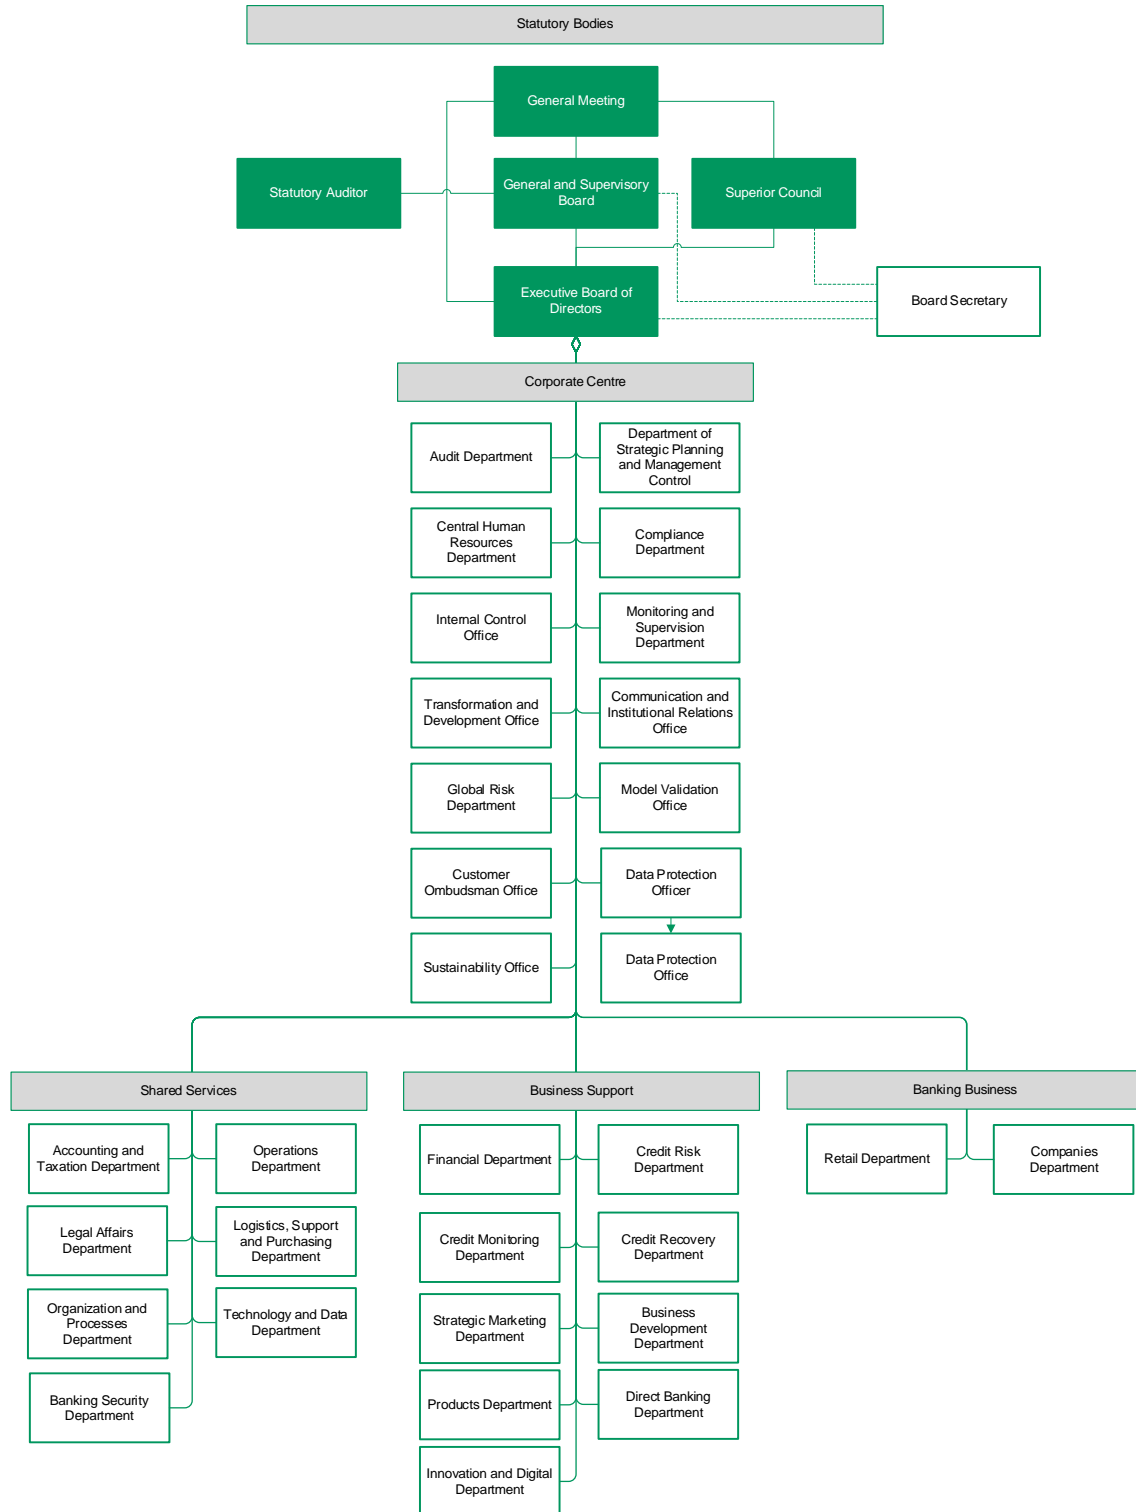 Statutory Bodies
General Meeting
Statutory Auditor
General and Supervisory
Board
Superior Council
Executive Board of
Directors
Board Secretary
Corporate Centre
Audit Department
Department of
Strategic Planning
and Management
Control
Central Human
Resources
Department
Compliance
Department
Internal Control
Office
Monitoring and
Supervision
Department
Transformation and
Development Office
Communication and
Institutional Relations
Office
Global Risk
Department
Model Validation
Office
Customer
Ombudsman Office
Data Protection
Officer
Sustainability Office
Data Protection
Office
Shared Services
Business Support
Banking Business
Accounting and
Taxation Department
Operations
Department
Financial Department
Credit Risk
Department
Retail Department
Companies
Department
Legal Affairs
Department
Logistics, Support
and Purchasing
Department
Credit Monitoring
Department
Credit Recovery
Department
Organization and
Processes
Department
Technology and Data
Department
Strategic Marketing
Department
Business
Development
Department
Banking Security
Department
Products Department
Direct Banking
Department
Innovation and Digital
Department